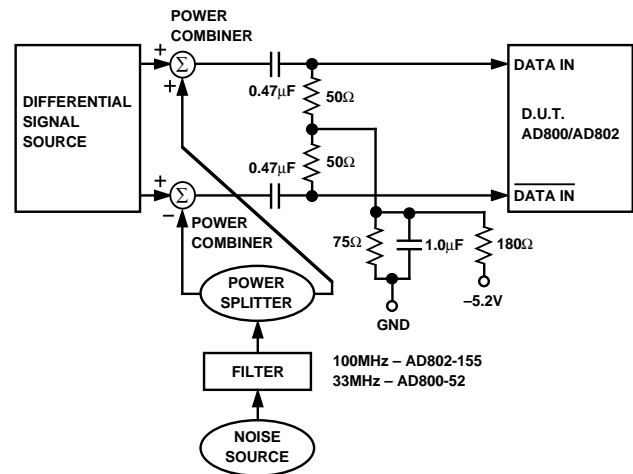 POWER
COMBINER
+
Σ
+
0.47μF
50Ω
DATA IN
DIFFERENTIAL
SIGNAL
SOURCE
D.U.T.
AD800/AD802
0.47μF
50Ω
+
Σ
–
DATA IN
POWER
COMBINER
75Ω
1.0μF
180Ω
POWER
SPLITTER
–5.2V
GND
FILTER
100MHz – AD802-155
33MHz – AD800-52
NOISE
SOURCE